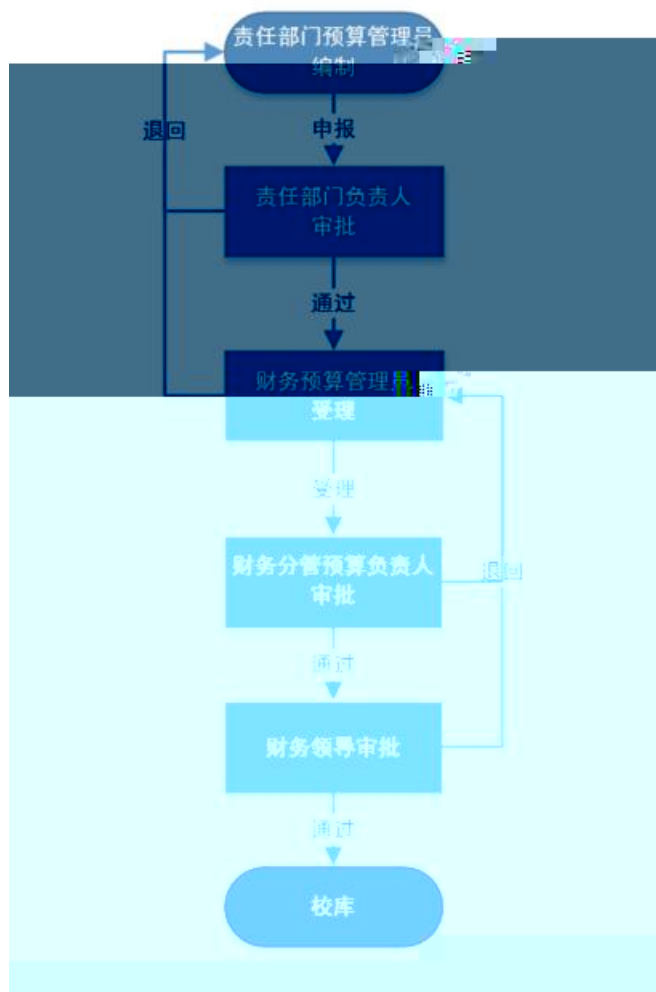 责任部门预算管理员
编制
退回
申报
责任部门负责人
审批
通过
财务预算管理员
受理
受理
财务分管预算负责人
审批
退回
通过
财务领导审批
通过
校库